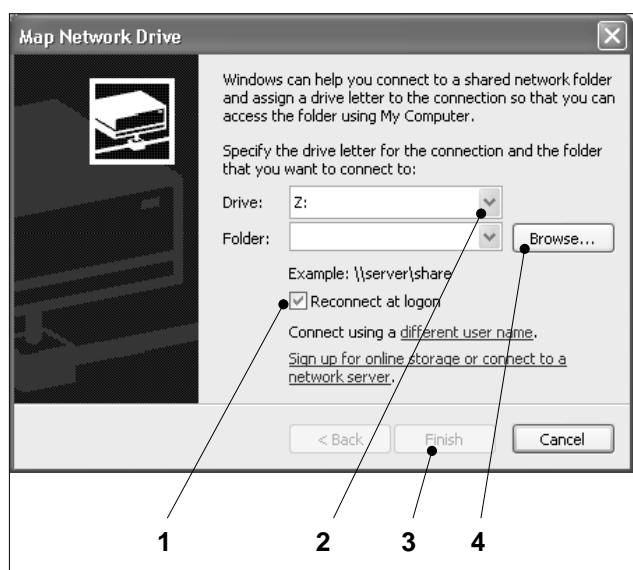 Map Network Drive
Windows can help you connect to a shared network folder
and assign a drive letter to the connection so that you can
access the folder using My Computer.
Specify the drive letter for the connection and the folder
that you want to connect to:
Drive: Z:
Folder: Browse...
Example: \\server\share
Reconnect at logon
Connect using a different user name.
Sign up for online storage or connect to a
network server.
< Back Finish Cancel
1 2 3 4